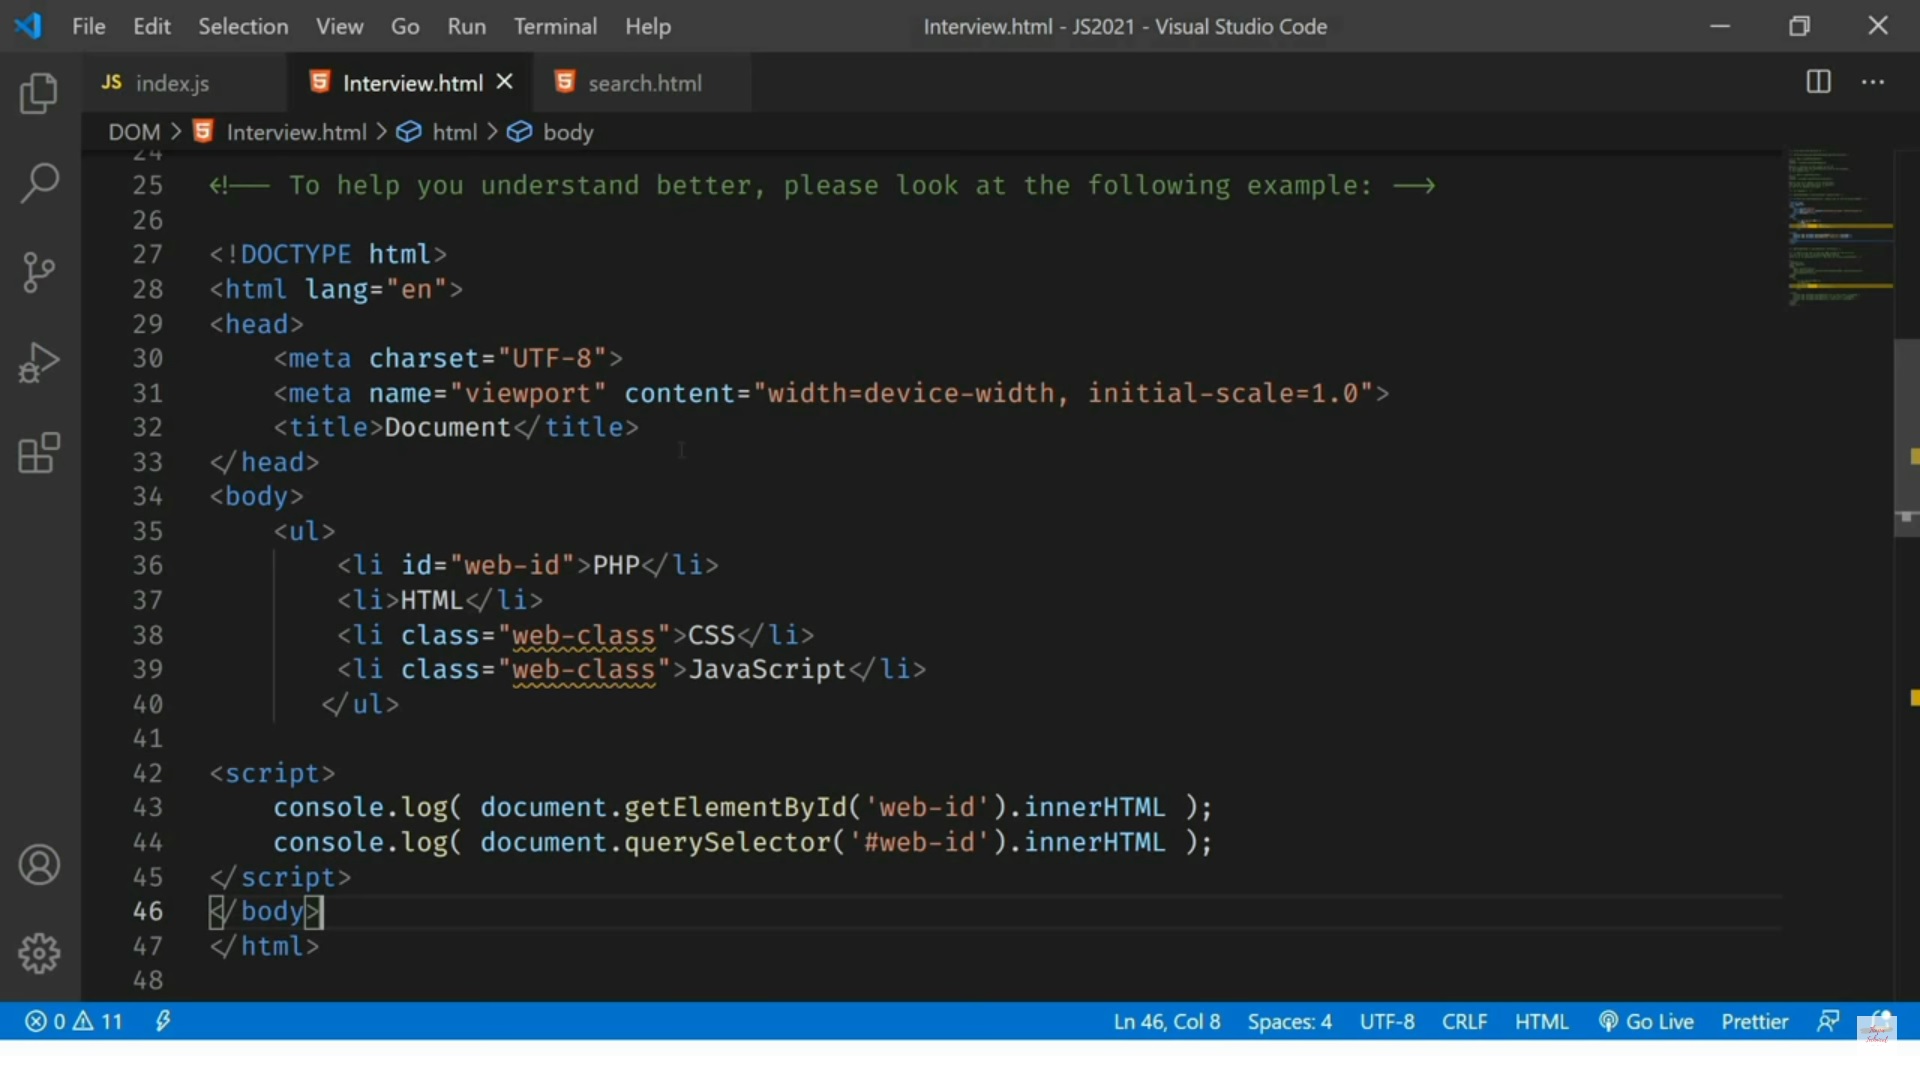 File Edit Selection View Go Run Terminal Help Interview.html - JS2021 - Visual Studio Code
JS index.js Interview.html search.html
DOM > Interview.html > html > body
24
25 <!-- To help you understand better, please look at the following example: -->
26
27 <!DOCTYPE html>
28 <html lang="en">
29 <head>
30 <meta charset="UTF-8">
31 <meta name="viewport" content="width=device-width, initial-scale=1.0">
32 <title>Document</title>
33 </head>
34 <body>
35 <ul>
36 <li id="web-id">PHP</li>
37 <li>HTML</li>
38 <li class="web-class">CSS</li>
39 <li class="web-class">JavaScript</li>
40 </ul>
41
42 <script>
43 console.log( document.getElementById('web-id').innerHTML );
44 console.log( document.querySelector('#web-id').innerHTML );
45 </script>
46 </body>
47 </html>
48
0 11 Ln 46, Col 8 Spaces: 4 UTF-8 CRLF HTML Go Live Prettier